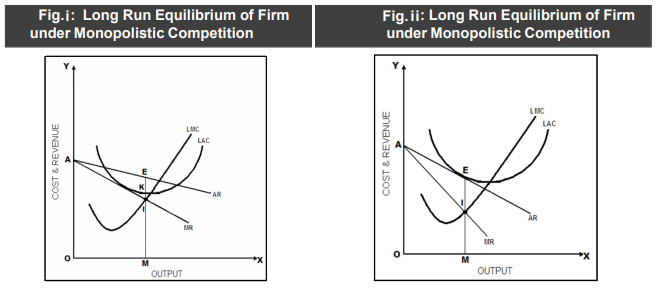 Fig.i: Long Run Equilibrium of Firm
under Monopolistic Competition
Y
COST & REVENUE
LMC
LAC
A
E
K
I
AR
MR
O
M
X
OUTPUT
Fig.ii: Long Run Equilibrium of Firm
under Monopolistic Competition
Y
COST & REVENUE
LMC
LAC
A
E
I
AR
MR
O
M
X
OUTPUT